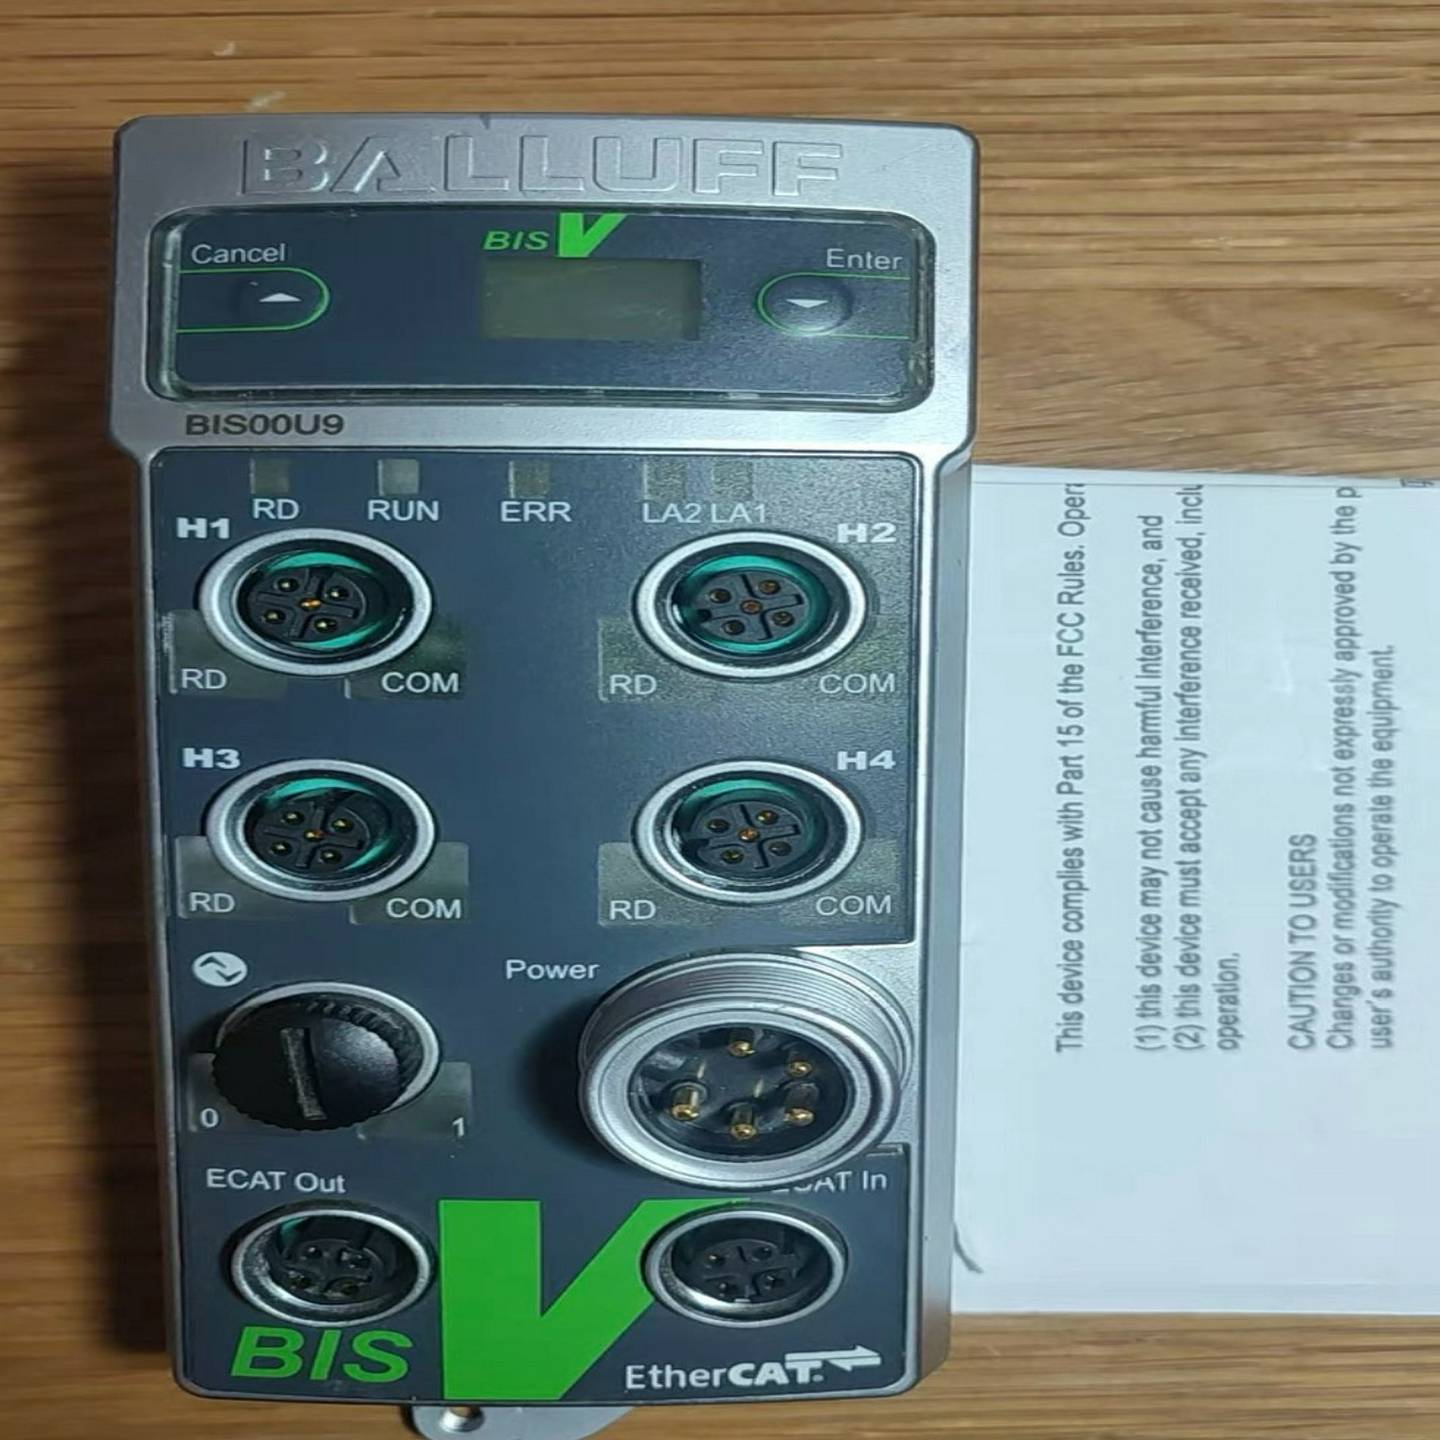 BALLUFF
BIS V
Cancel
Enter
BIS00U9
RD RUN ERR LA2 LA1
H1
H2
RD COM
RD COM
H3
H4
RD COM
RD COM
Power
0 1
ECAT Out
In
BIS V
EtherCAT
This device complies with Part 15 of the FCC Rules.
(1) this device may not cause harmful interference, and
(2) this device must accept any interference received,
operation.
CAUTION TO USERS
Changes or modifications not expressly approved by the
user's authority to operate the equipment.